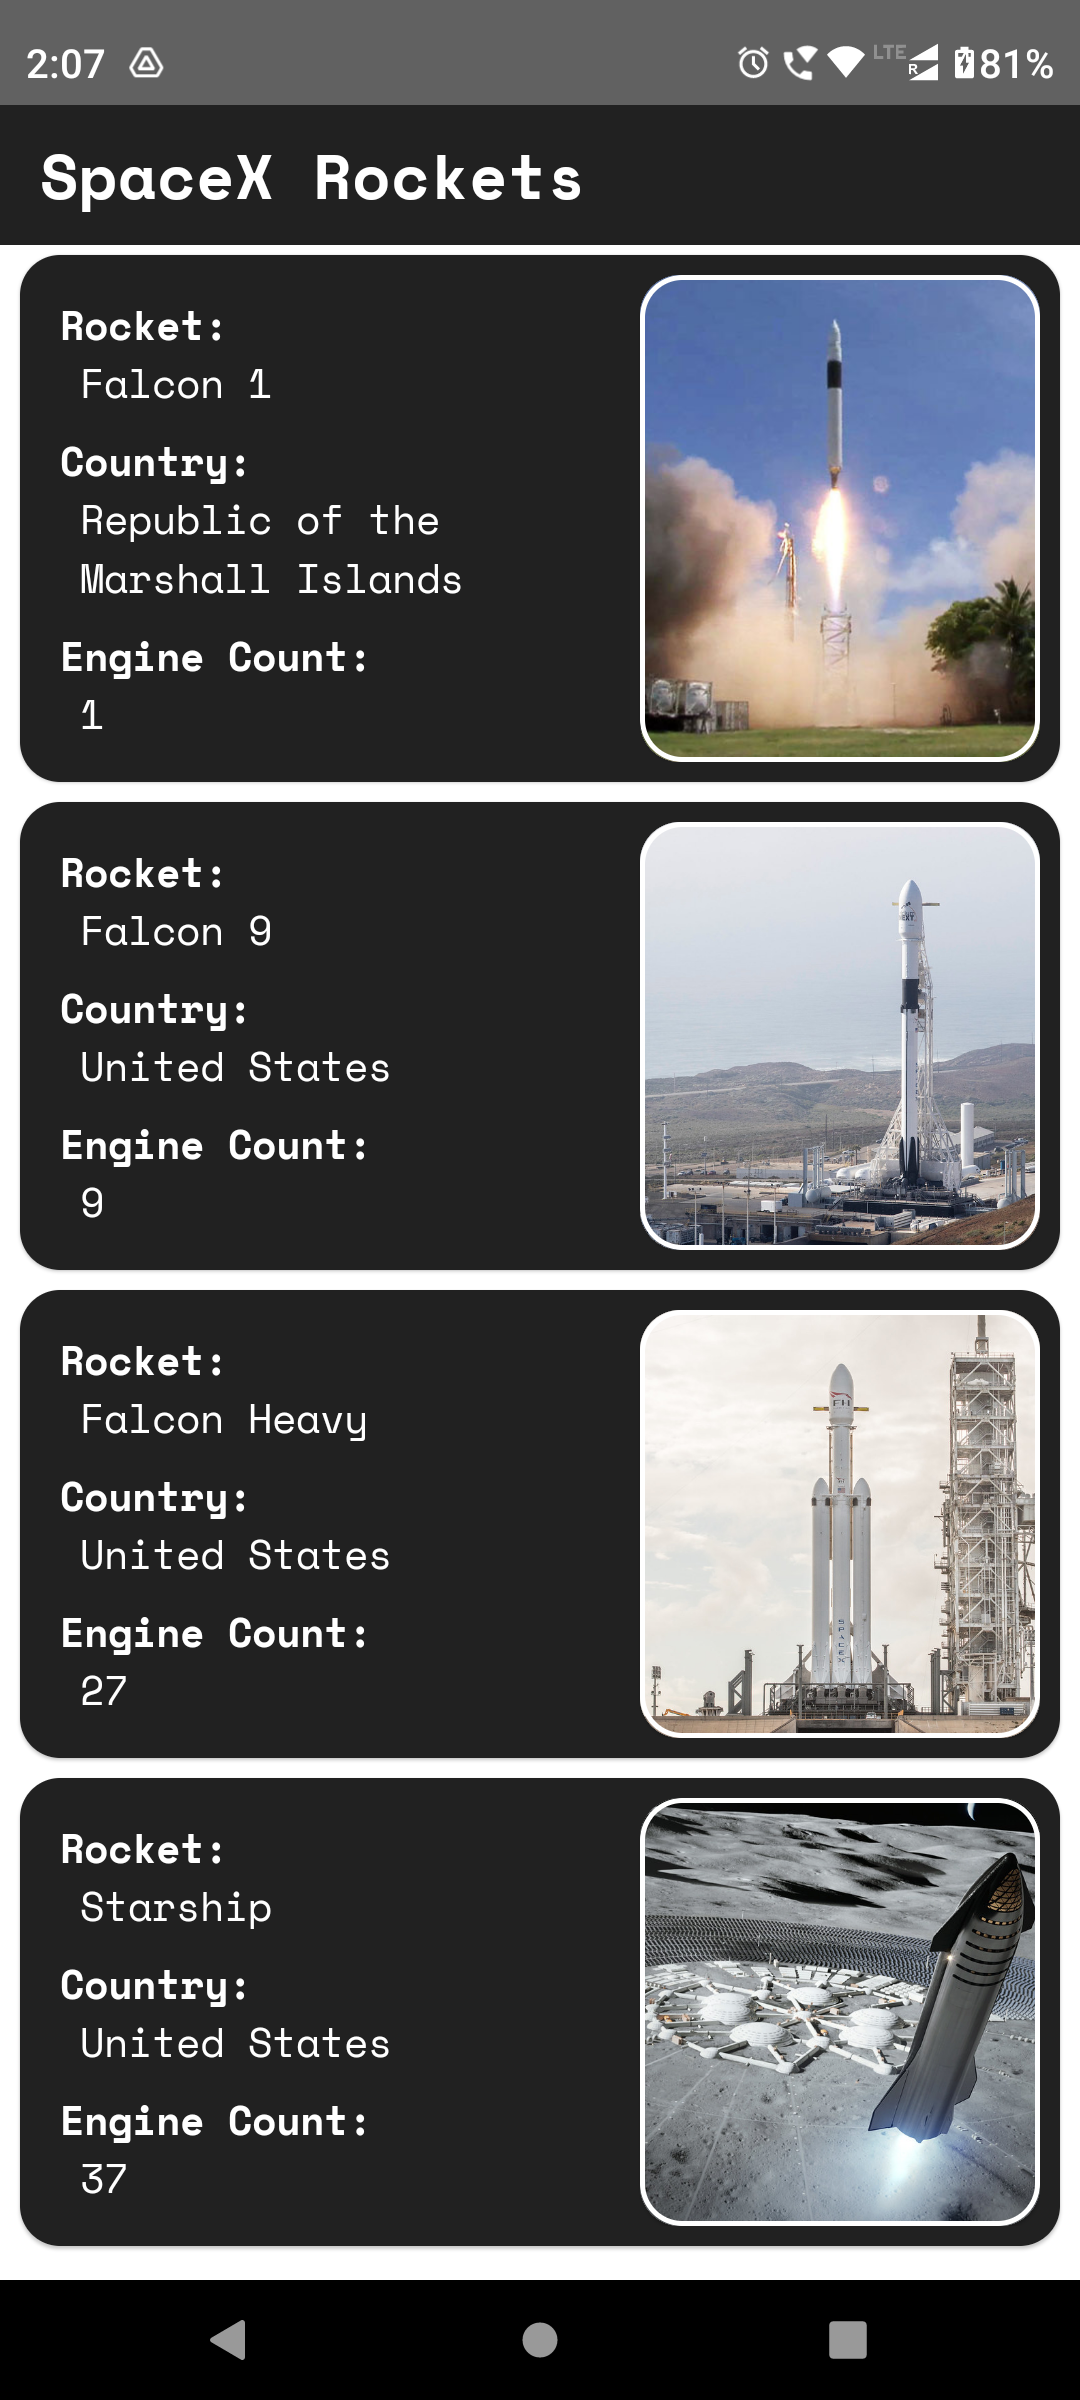 2:07 LTE R 81%
SpaceX Rockets
Rocket:
Falcon 1
Country:
Republic of the
Marshall Islands
Engine Count:
1
Rocket:
Falcon 9
Country:
United States
Engine Count:
9
Rocket:
Falcon Heavy
FH
SPACEX
Country:
United States
Engine Count:
27
Rocket:
Starship
Country:
United States
Engine Count:
37